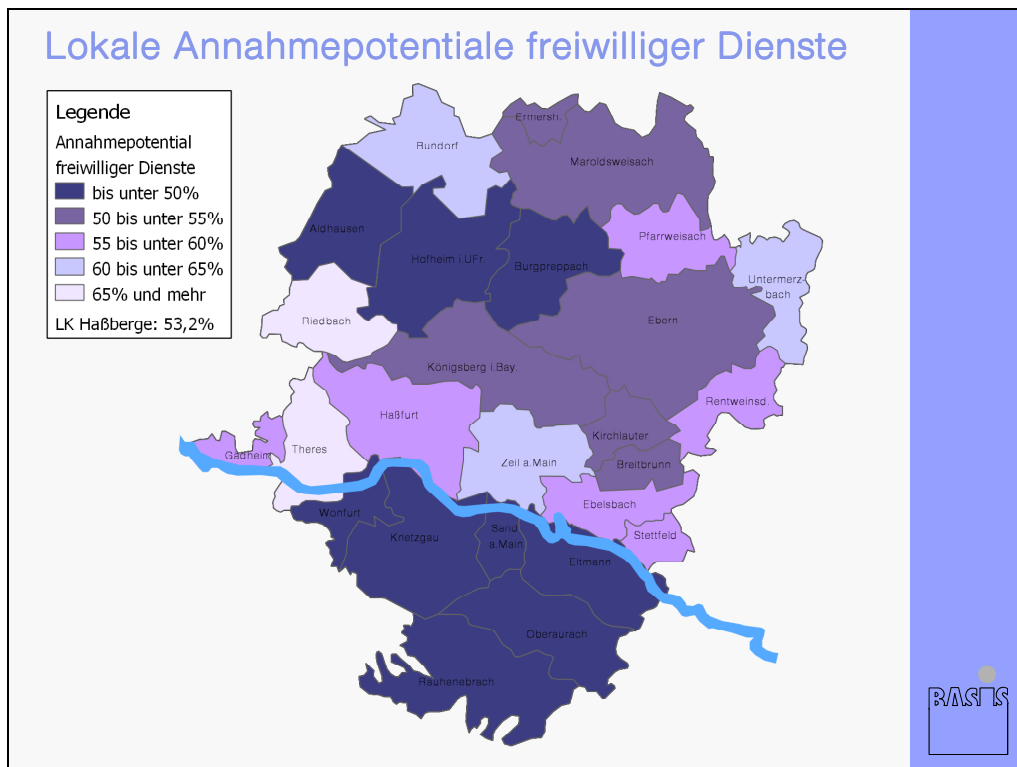 Lokale Annahmepotentiale freiwilliger Dienste
Legende
Annahmepotential
freiwilliger Dienste
bis unter 50%
50 bis unter 55%
55 bis unter 60%
60 bis unter 65%
65% und mehr
LK Haßberge: 53,2%
Ermersh.
Bundorf
Maroldsweisach
Aidhausen
Pfarrweisach
Hofheim i.UFr.
Burgpreppach
Untermerz-
bach
Riedbach
Ebern
Königsberg i.Bay.
Rentweinsd.
Haßfurt
Kirchlauter
Gädheim
Theres
Zeil a.Main
Breitbrunn
Ebelsbach
Wonfurt
Sand
a.Main
Stettfeld
Knetzgau
Eltmann
Oberaurach
Rauhenebrach
BASIS